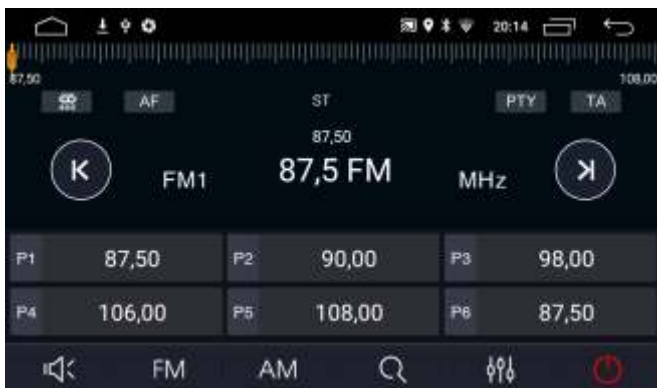 20:14
87,50 108,00
AF ST PTY TA
87,50
FM1 87,5 FM MHz
P1 87,50 P2 90,00 P3 98,00
P4 106,00 P5 108,00 P6 87,50
FM AM